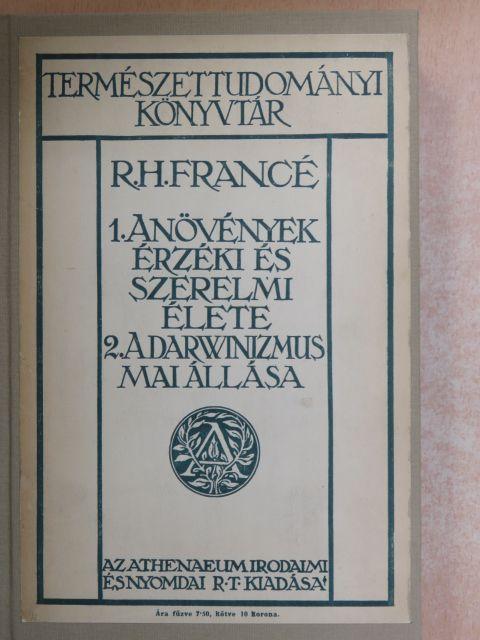 TERMÉSZETTUDOMÁNYI
KÖNYVTÁR
R.H. FRANCÉ
1. A NÖVÉNYEK
ÉRZÉKI ÉS
SZERELMI
ÉLETE
2. A DARWINIZMUS
MAI ÁLLÁSA
A
AZ ATHENAEUM IRODALMI
ÉS NYOMDAI R·T· KIADÁSA
Ára fűzve 7·50, kötve 10 Korona.